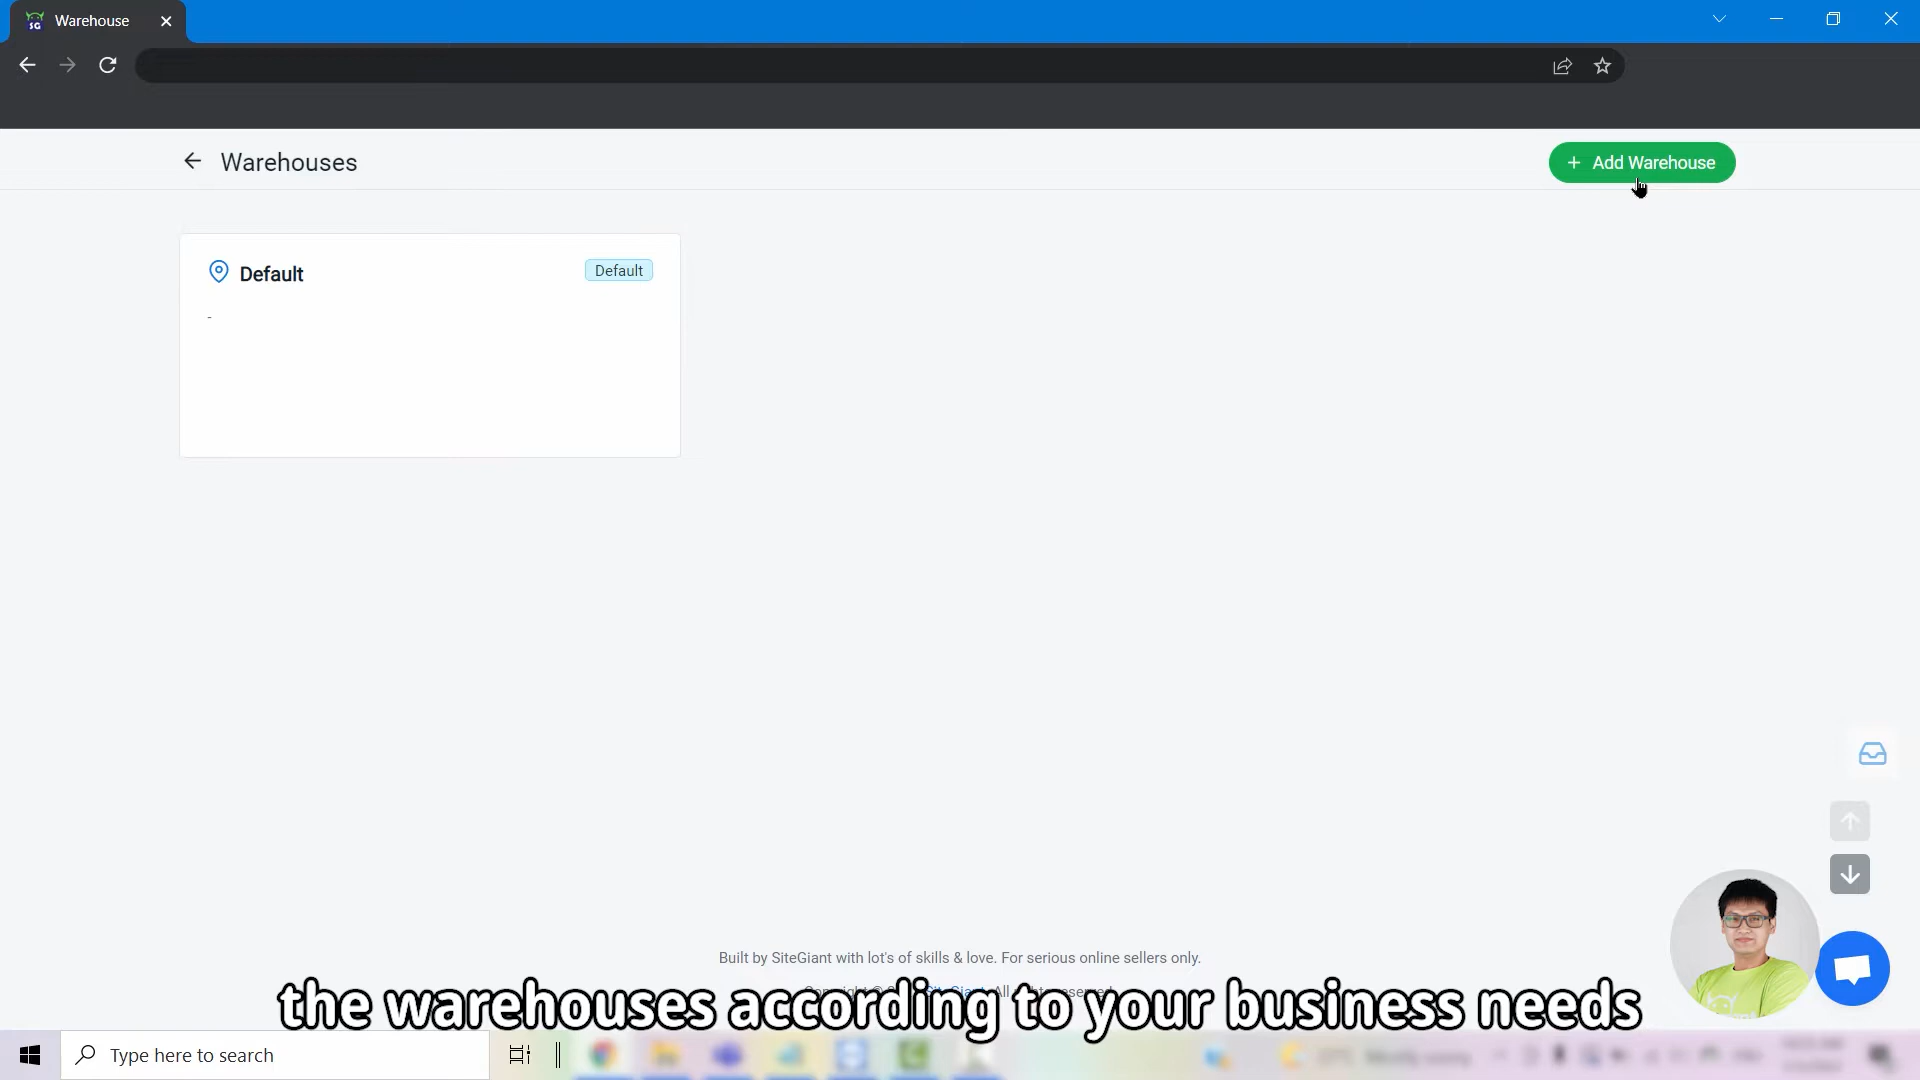 SG
Warehouse
Warehouses
+ Add Warehouse
Default
Default
-
Built by SiteGiant with lot's of skills & love. For serious online sellers only.
the warehouses according to your business needs
Type here to search